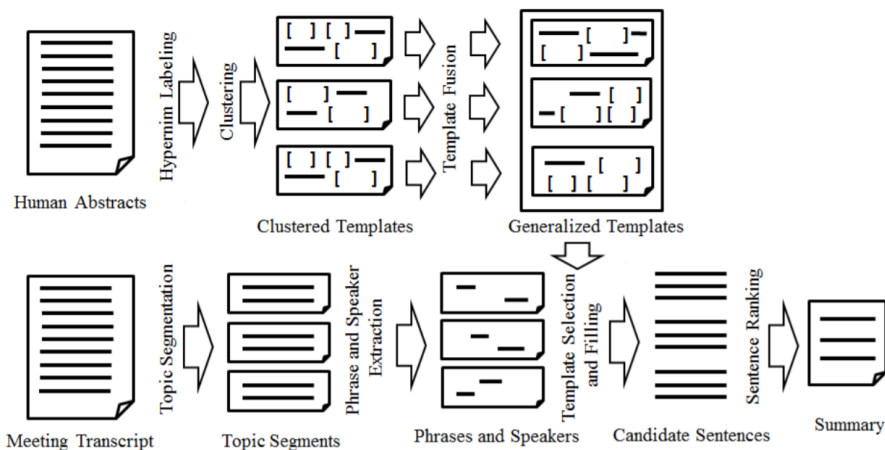 Hypernim Labeling
Clustering
[ ] [ ]
[ ]
[ ]
[ ]
[ ] [ ]
[ ]
Template Fusion
[ ]
[ ]
[ ]
[ ] [ ]
[ ]
[ ] [ ]
Human Abstracts
Clustered Templates
Generalized Templates
Topic Segmentation
Phrase and Speaker
Extraction
Template Selection
and Filling
Sentence Ranking
Meeting Transcript
Topic Segments
Phrases and Speakers
Candidate Sentences
Summary